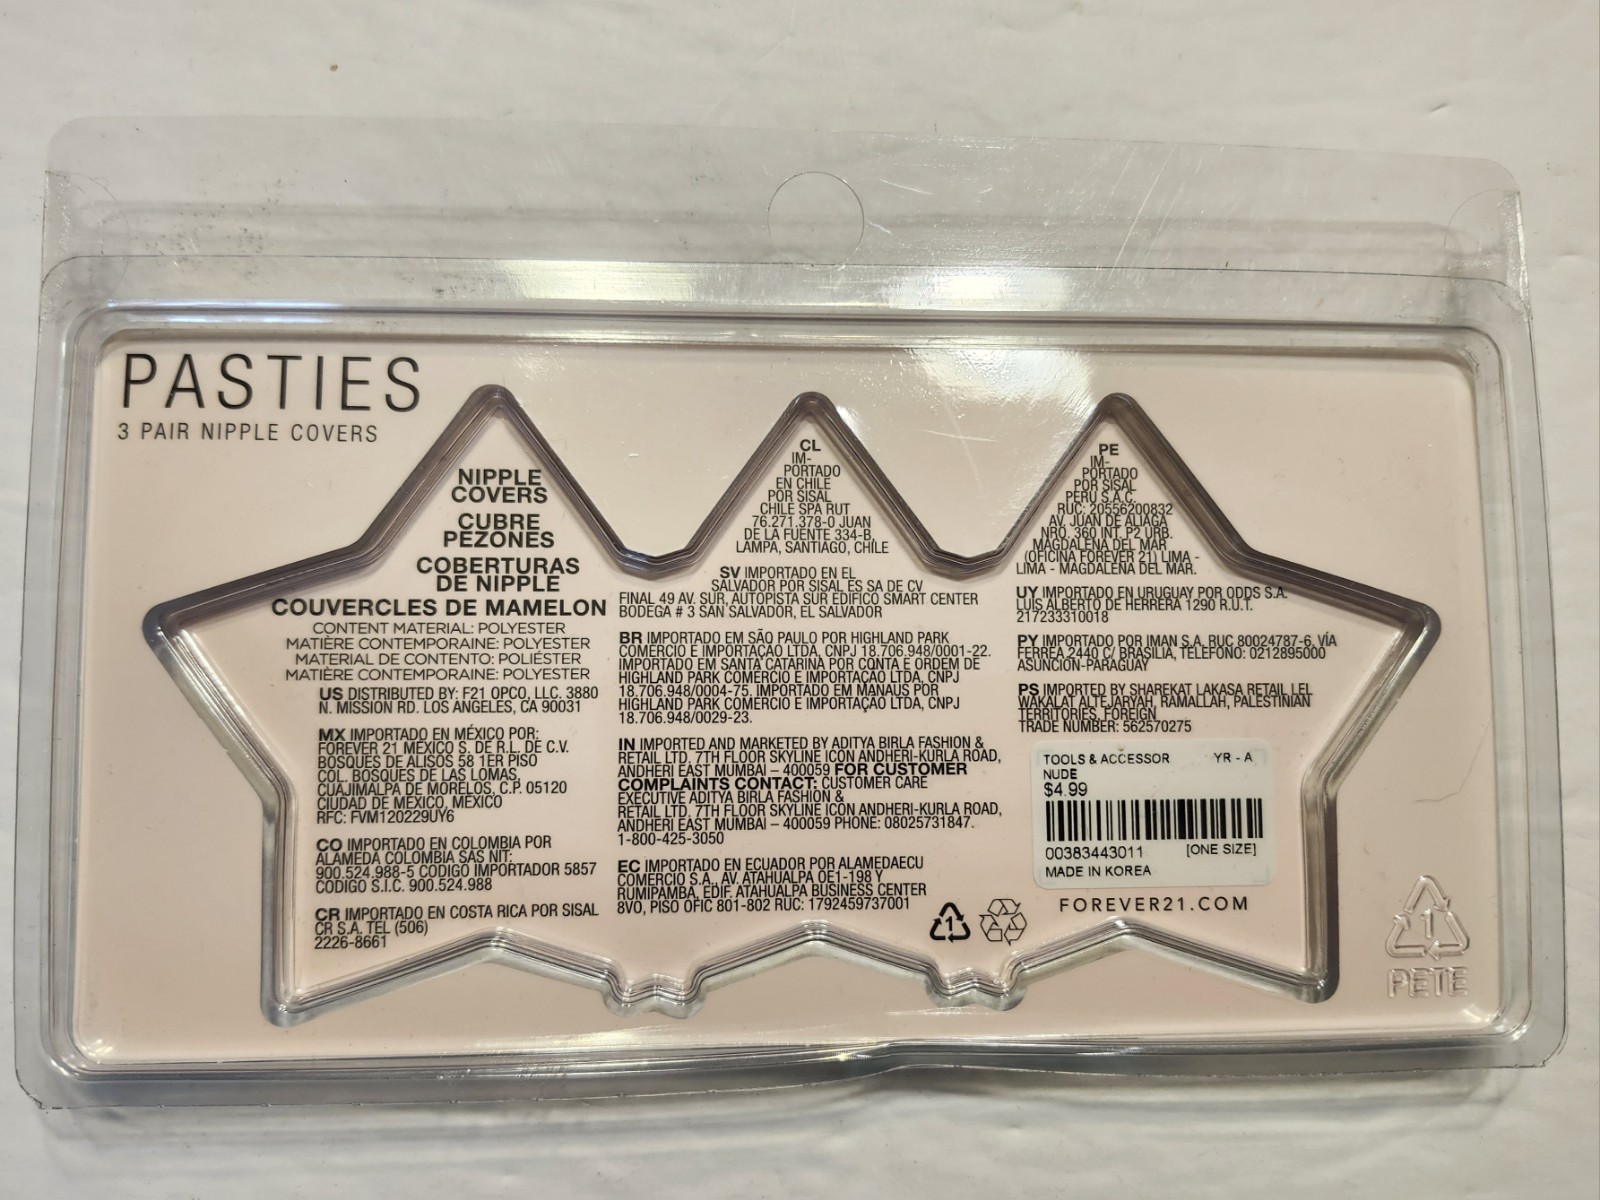 PASTIES
3 PAIR NIPPLE COVERS
NIPPLE
COVERS
CUBRE
PEZONES
COBERTURAS
DE NIPPLE
COUVERCLES DE MAMELON
CONTENT MATERIAL: POLYESTER
MATIÈRE CONTEMPORAINE: POLYESTER
MATERIAL DE CONTENTO: POLIÉSTER
MATIÈRE CONTEMPORAINE: POLYESTER
US DISTRIBUTED BY: F21 OPCO, LLC. 3880
N. MISSION RD. LOS ANGELES, CA 90031
MX IMPORTADO EN MÉXICO POR:
FOREVER 21 MÉXICO S. DE R.L. DE C.V.
BOSQUES DE ALISOS 58 1ER PISO
COL. BOSQUES DE LAS LOMAS,
CUAJIMALPA DE MORELOS, C.P. 05120
CIUDAD DE MÉXICO, MÉXICO
RFC: FVM120229UY6
CO IMPORTADO EN COLOMBIA POR
ALAMEDA COLOMBIA SAS NIT:
900.524.988-5 CODIGO IMPORTADOR 5857
CODIGO S.I.C. 900.524.988
CR IMPORTADO EN COSTA RICA POR SISAL
CR S.A. TEL (506)
2226-8661
CL
IM-
PORTADO
EN CHILE
POR SISAL
CHILE SPA RUT
76.271.378-0 JUAN
DE LA FUENTE 334-B,
LAMPA, SANTIAGO, CHILE
SV IMPORTADO EN EL
SALVADOR POR SISAL ES SA DE CV
FINAL 49 AV. SUR, AUTOPISTA SUR EDIFICO SMART CENTER
BODEGA # 3 SAN SALVADOR, EL SALVADOR
BR IMPORTADO EM SÃO PAULO POR HIGHLAND PARK
COMERCIO E IMPORTAÇÃO LTDA, CNPJ 18.706.948/0001-22.
IMPORTADO EM SANTA CATARINA POR CONTA E ORDEM DE
HIGHLAND PARK COMERCIO E IMPORTAÇÃO LTDA, CNPJ
18.706.948/0004-75. IMPORTADO EM MANAUS POR
HIGHLAND PARK COMERCIO E IMPORTAÇÃO LTDA, CNPJ
18.706.948/0029-23.
IN IMPORTED AND MARKETED BY ADITYA BIRLA FASHION &
RETAIL LTD. 7TH FLOOR SKYLINE ICON ANDHERI-KURLA ROAD,
ANDHERI EAST MUMBAI – 400059 FOR CUSTOMER
COMPLAINTS CONTACT: CUSTOMER CARE
EXECUTIVE ADITYA BIRLA FASHION &
RETAIL LTD. 7TH FLOOR SKYLINE ICON ANDHERI-KURLA ROAD,
ANDHERI EAST MUMBAI – 400059 PHONE: 08025731847.
1-800-425-3050
EC IMPORTADO EN ECUADOR POR ALAMEDAECU
COMERCIO S.A., AV. ATAHUALPA OE1-198 Y
RUMIPAMBA, EDIF. ATAHUALPA BUSINESS CENTER
8VO, PISO OFIC 801-802 RUC: 1792459737001
PE
IM-
PORTADO
POR SISAL
PERU S.A.C.
RUC: 20556200832
AV. JUAN DE ALIAGA
NRO. 360 INT. P2 URB.
MAGDALENA DEL MAR
(OFICINA FOREVER 21) LIMA -
LIMA - MAGDALENA DEL MAR.
UY IMPORTADO EN URUGUAY POR ODDS S.A.
LUIS ALBERTO DE HERRERA 1290 R.U.T.
217233310018
PY IMPORTADO POR IMAN S.A. RUC 80024787-6. VÍA
FERREA 2440 C/ BRASILIA, TELEFONO: 0212895000
ASUNCION-PARAGUAY
PS IMPORTED BY SHAREKAT LAKASA RETAIL LEL
WAKALAT ALTEJARYAH, RAMALLAH, PALESTINIAN
TERRITORIES, FOREIGN
TRADE NUMBER: 562570275
TOOLS & ACCESSOR YR - A
NUDE
$4.99
00383443011 [ONE SIZE]
MADE IN KOREA
FOREVER21.COM
1
1
PETE